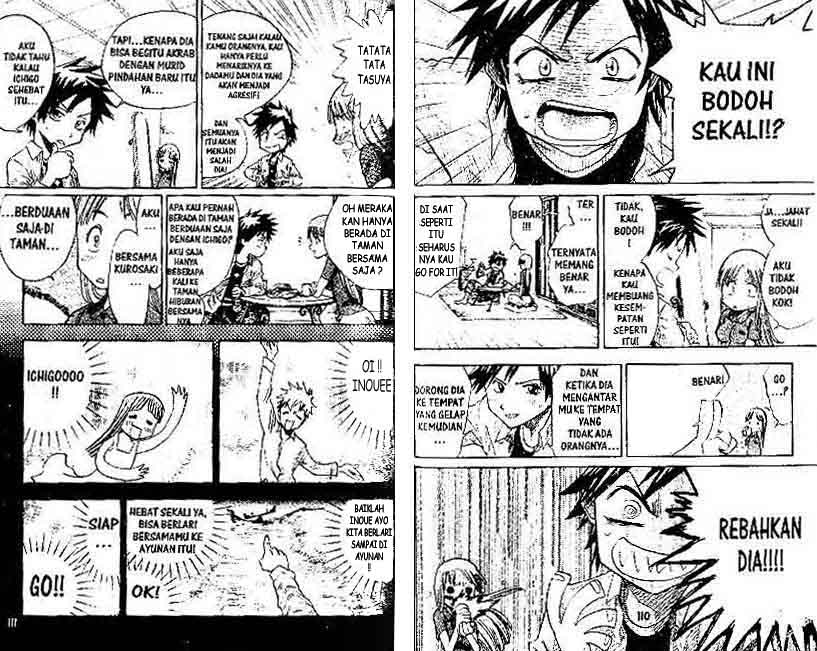 KAU INI
BODOH
SEKALI!?
JA...JAHAT
SEKALI!
AKU
TIDAK
BODOH
KOK!
TIDAK,
KAU
BODOH
!
KENAPA
KAU
MEMBUANG
KESEM-
PATAN
SEPERTI
ITU!
TER
...
TERNYATA
MEMANG
BENAR
YA...
BENAR
!!!
DI SAAT
SEPERTI
ITU
SEHARUS
NYA KAU
GO FOR IT!
GO
...?
BENAR!
DAN
KETIKA DIA
MENGANTAR
MU KE TEMPAT
YANG
TIDAK ADA
ORANGNYA...
DORONG DIA
KE TEMPAT
YANG GELAP
KEMUDIAN
...
REBAHKAN
DIA!!!!
110
TATATA
TATA
TASUYA
TENANG SAJA! KALAU
KAMU ORANGNYA, KAU
HANYA PERLU
MENARIKNYA KE
DADAMU DAN DIA YANG
AKAN MENJADI
AGRESIF!
DAN
SEMUANYA
ITU AKAN
MENJADI
SALAH
DIA!
TAPI...KENAPA DIA
BISA BEGITU AKRAB
DENGAN MURID
PINDAHAN BARU ITU
YA...
AKU
TIDAK TAHU
KALAU
ICHIGO
SEHEBAT
ITU...
OH MERAKA
KAN HANYA
BERADA DI
TAMAN
BERSAMA
SAJA ?
APA KAU PERNAH
BERADA DI TAMAN
BERDUAAN SAJA
DENGAN ICHIGO?
AKU SAJA
HANYA
BEBERAPA
KALI KE
TAMAN
HIBURAN
BERSAMA
NYA
AKU
...
BERSAMA
KUROSAKI
...
...BERDUAAN
SAJA DI
TAMAN...
OI !!
INOUEE
ICHIGOOOO
!!
BAIKLAH
INOUE AYO
KITA BERLARI
SAMPAI DI
AYUNAN
!!
HEBAT SEKALI YA,
BISA BERLARI
BERSAMAMU KE
AYUNAN ITU!
OK!
SIAP
...
GO!!
111